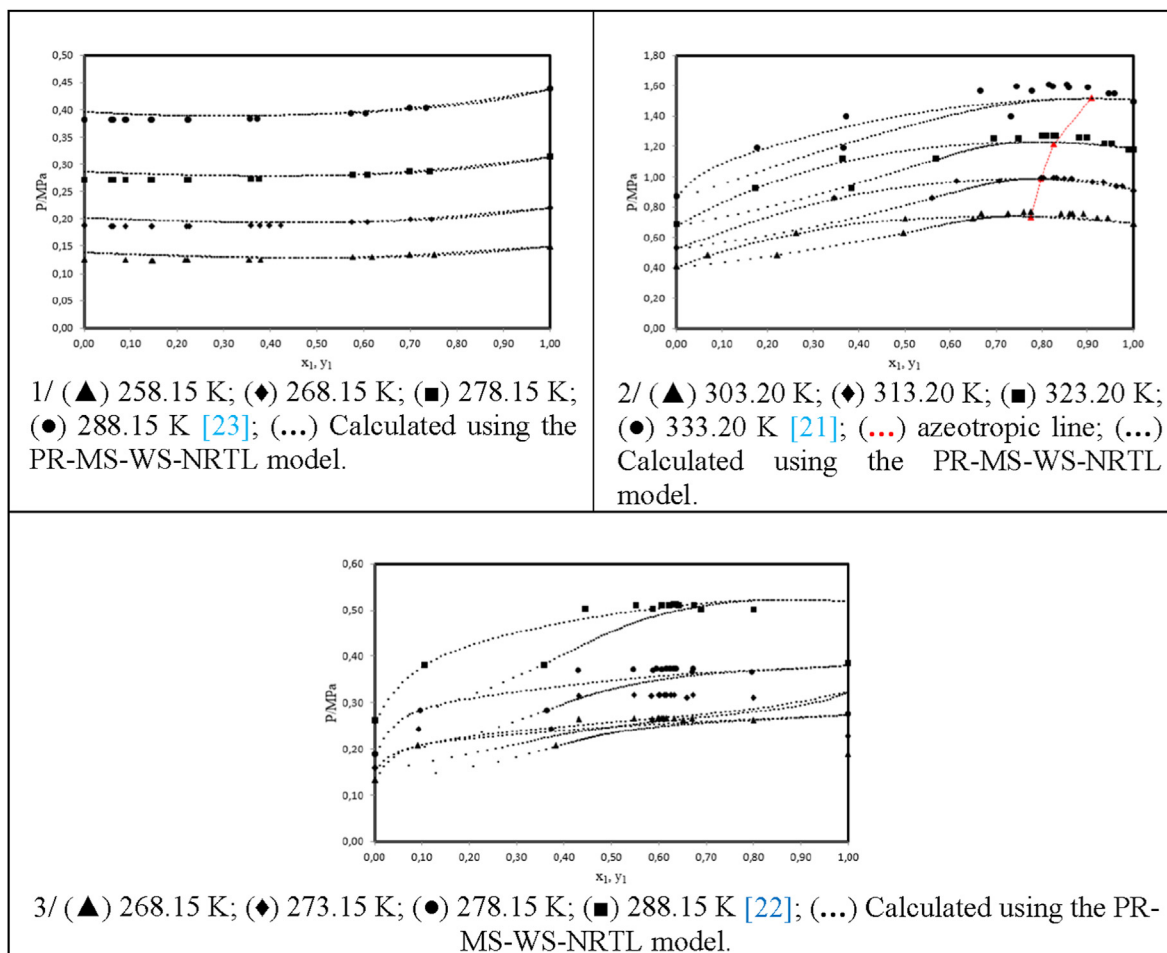 0,50
0,45
0,40
0,35
0,30
0,25
0,20
0,15
0,10
0,05
0,00
P/MPa
0,00 0,10 0,20 0,30 0,40 0,50 0,60 0,70 0,80 0,90 1,00
x₁, y₁
1/ (▲) 258.15 K; (♦) 268.15 K; (■) 278.15 K;
(●) 288.15 K [23]; (...) Calculated using the
PR-MS-WS-NRTL model.
1,80
1,60
1,40
1,20
1,00
0,80
0,60
0,40
0,20
0,00
P/MPa
0,00 0,10 0,20 0,30 0,40 0,50 0,60 0,70 0,80 0,90 1,00
x₁, y₁
2/ (▲) 303.20 K; (♦) 313.20 K; (■) 323.20 K;
(●) 333.20 K [21]; (...) azeotropic line; (...)
Calculated using the PR-MS-WS-NRTL
model.
0,60
0,50
0,40
0,30
0,20
0,10
0,00
P/MPa
0,00 0,10 0,20 0,30 0,40 0,50 0,60 0,70 0,80 0,90 1,00
x₁, y₁
3/ (▲) 268.15 K; (♦) 273.15 K; (●) 278.15 K; (■) 288.15 K [22]; (...) Calculated using the PR-
MS-WS-NRTL model.